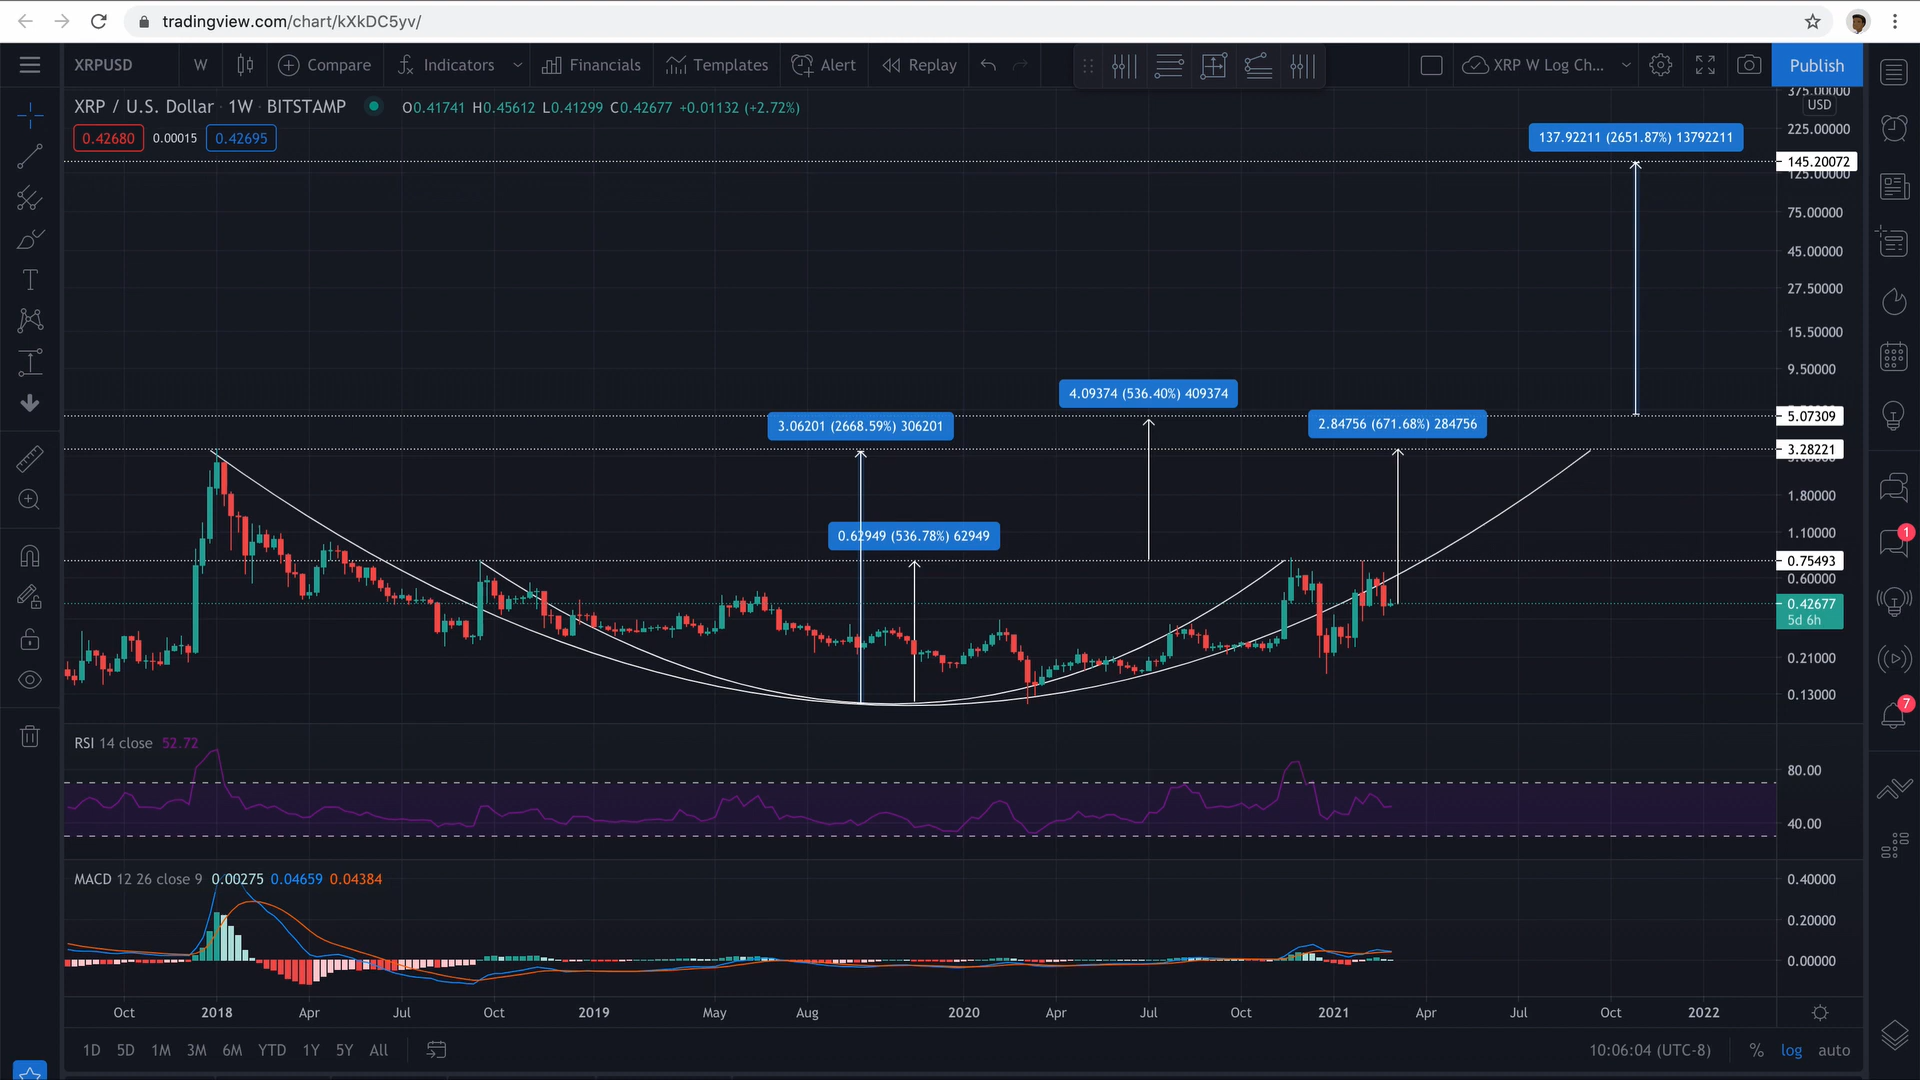 tradingview.com/chart/kXkDC5yv/
XRPUSD W Compare Indicators Financials Templates Alert Replay XRP W Log Ch... Publish
XRP / U.S. Dollar · 1W · BITSTAMP O0.41741 H0.45612 L0.41299 C0.42677 +0.01132 (+2.72%)
0.42680 0.00015 0.42695
375.00000
USD
225.00000
137.92211 (2651.87%) 13792211
145.20072
125.00000
75.00000
45.00000
27.50000
15.50000
9.50000
4.09374 (536.40%) 409374
5.07309
3.06201 (2668.59%) 306201
2.84756 (671.68%) 284756
3.28221
1.80000
1.10000
0.62949 (536.78%) 62949
0.75493
0.60000
0.42677
5d 6h
0.21000
0.13000
1
7
RSI 14 close 52.72
80.00
40.00
MACD 12 26 close 9 0.00275 0.04659 0.04384
0.40000
0.20000
0.00000
Oct 2018 Apr Jul Oct 2019 May Aug 2020 Apr Jul Oct 2021 Apr Jul Oct 2022
1D 5D 1M 3M 6M YTD 1Y 5Y All 10:06:04 (UTC-8) % log auto